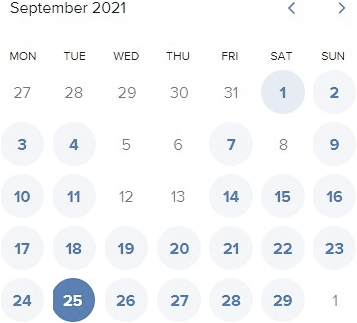 September 2021 < >
MON TUE WED THU FRI SAT SUN
27 28 29 30 31 1 2
3 4 5 6 7 8 9
10 11 12 13 14 15 16
17 18 19 20 21 22 23
24 25 26 27 28 29 1